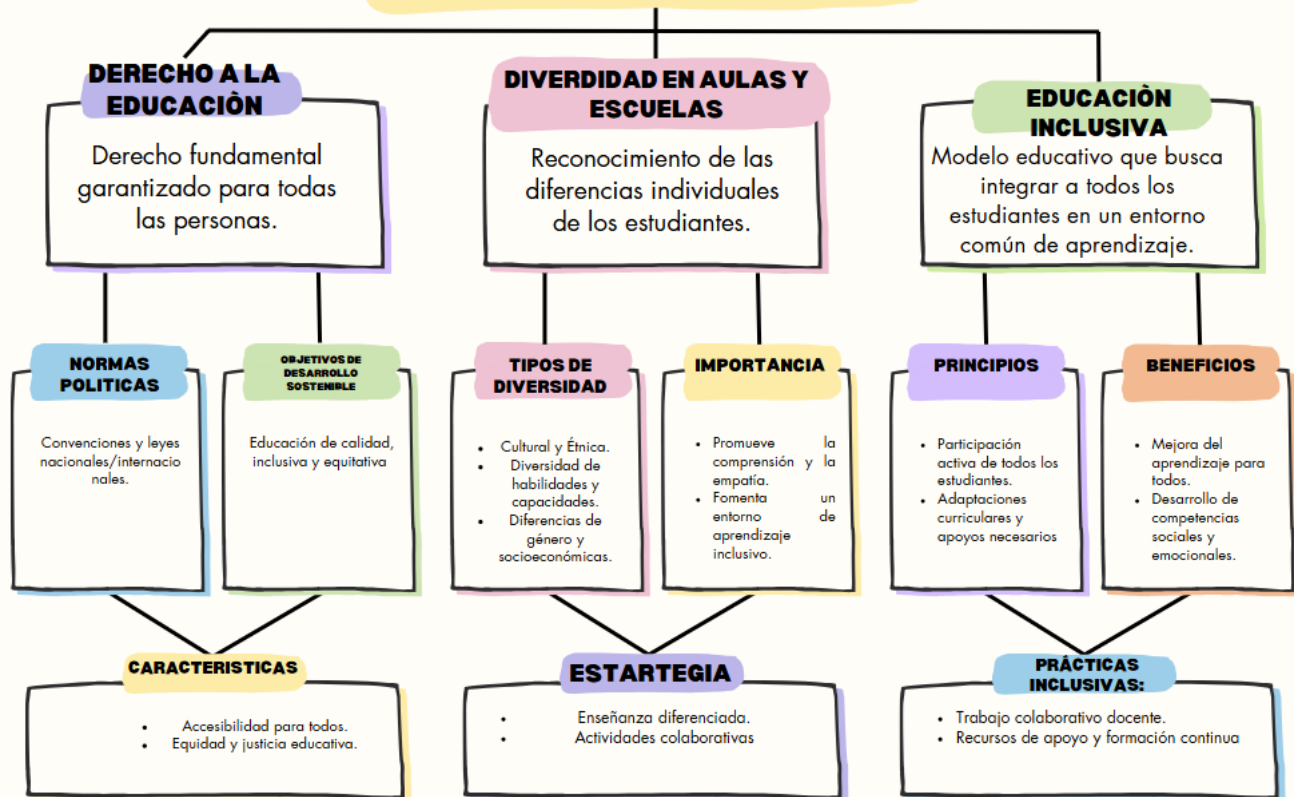 DERECHO A LA
EDUCACIÒN
Derecho fundamental
garantizado para todas
las personas.
DIVERDIDAD EN AULAS Y
ESCUELAS
Reconocimiento de las
diferencias individuales
de los estudiantes.
EDUCACIÒN
INCLUSIVA
Modelo educativo que busca
integrar a todos los
estudiantes en un entorno
común de aprendizaje.
NORMAS
POLITICAS
Convenciones y leyes
nacionales/internacio
nales.
OBJETIVOS DE
DESARROLLO
SOSTENIBLE
Educación de calidad,
inclusiva y equitativa
TIPOS DE
DIVERSIDAD
• Cultural y Étnica.
• Diversidad de
habilidades y
capacidades.
• Diferencias de
género y
socioeconómicas.
IMPORTANCIA
• Promueve la
comprensión y la
empatía.
• Fomenta un
entorno de
aprendizaje
inclusivo.
PRINCIPIOS
• Participación
activa de todos los
estudiantes.
• Adaptaciones
curriculares y
apoyos necesarios
BENEFICIOS
• Mejora del
aprendizaje para
todos.
• Desarrollo de
competencias
sociales y
emocionales.
CARACTERISTICAS
• Accesibilidad para todos.
• Equidad y justicia educativa.
ESTARTEGIA
• Enseñanza diferenciada.
• Actividades colaborativas
PRÁCTICAS
INCLUSIVAS:
• Trabajo colaborativo docente.
• Recursos de apoyo y formación continua